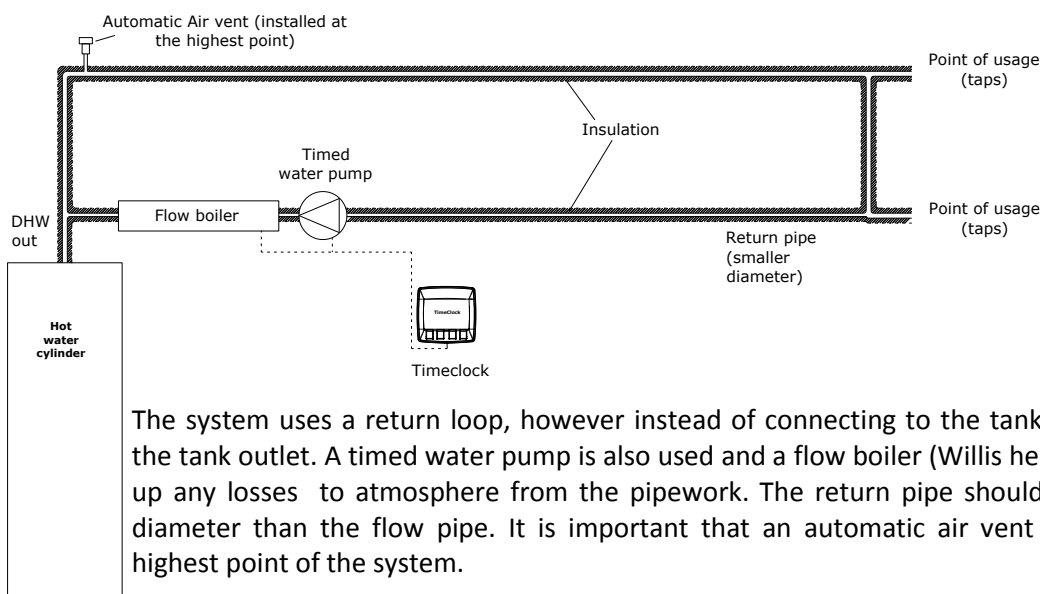 Automatic Air vent (installed at
the highest point)
Point of usage
(taps)
Insulation
Timed
water pump
DHW
out
Flow boiler
Point of usage
(taps)
Return pipe
(smaller
diameter)
TimeClock
Hot
water
cylinder
Timeclock
The system uses a return loop, however instead of connecting to the tank
the tank outlet. A timed water pump is also used and a flow boiler (Willis he
up any losses to atmosphere from the pipework. The return pipe should
diameter than the flow pipe. It is important that an automatic air vent
highest point of the system.